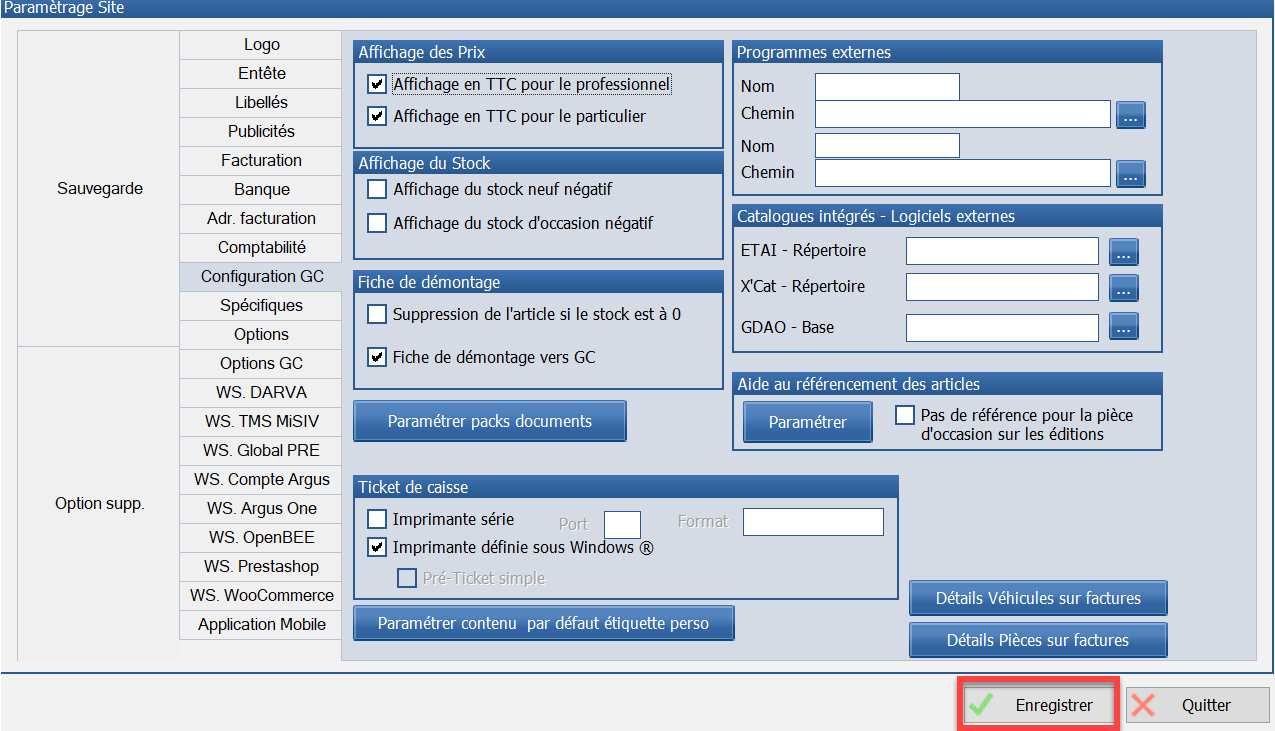 Paramètrage Site
Sauvegarde
Option supp.
Logo
Entête
Libellés
Publicités
Facturation
Banque
Adr. facturation
Comptabilité
Configuration GC
Spécifiques
Options
Options GC
WS. DARVA
WS. TMS MiSIV
WS. Global PRE
WS. Compte Argus
WS. Argus One
WS. OpenBEE
WS. Prestashop
WS. WooCommerce
Application Mobile
Affichage des Prix
Affichage en TTC pour le professionnel
Affichage en TTC pour le particulier
Affichage du Stock
Affichage du stock neuf négatif
Affichage du stock d'occasion négatif
Fiche de démontage
Suppression de l'article si le stock est à 0
Fiche de démontage vers GC
Paramétrer packs documents
Programmes externes
Nom
Chemin
...
Nom
Chemin
...
Catalogues intégrés - Logiciels externes
ETAI - Répertoire
...
X'Cat - Répertoire
...
GDAO - Base
...
Aide au référencement des articles
Paramétrer
Pas de référence pour la pièce
d'occasion sur les éditions
Ticket de caisse
Imprimante série
Port
Format
Imprimante définie sous Windows ®
Pré-Ticket simple
Paramétrer contenu par défaut étiquette perso
Détails Véhicules sur factures
Détails Pièces sur factures
Enregistrer
Quitter